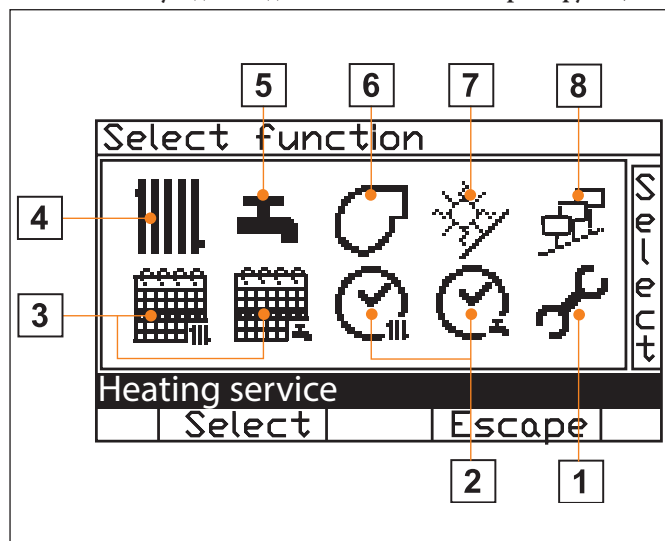 5 6 7 8
Select function
4
3
Select
Heating service
Select Escape
2 1